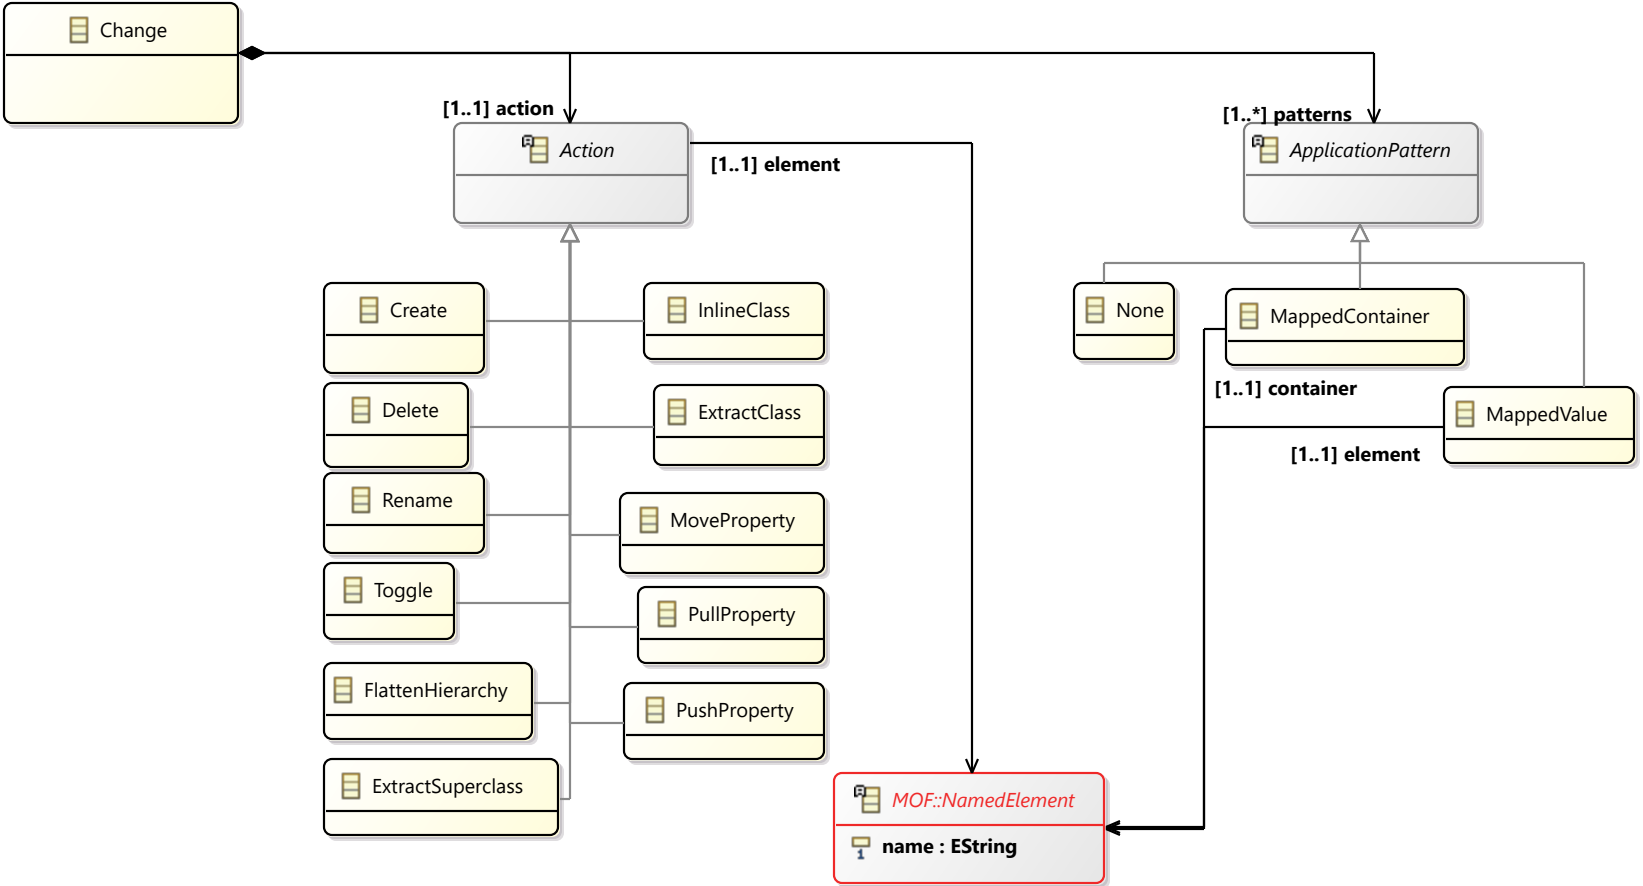 Change
[1..1] action
[1..*] patterns
Action
[1..1] element
ApplicationPattern
Create
InlineClass
None
MappedContainer
[1..1] container
Delete
ExtractClass
MappedValue
[1..1] element
Rename
MoveProperty
Toggle
PullProperty
FlattenHierarchy
PushProperty
ExtractSuperclass
MOF::NamedElement
name : EString